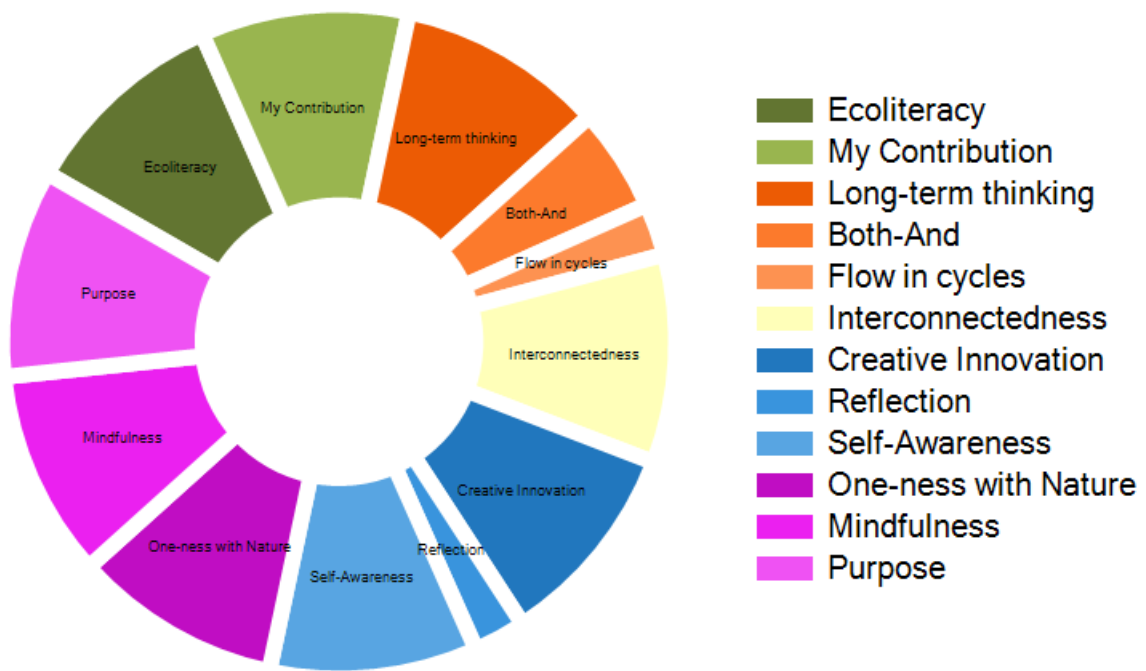 My Contribution
Long-term thinking
Ecoliteracy
Both-And
Flow in cycles
Purpose
Interconnectedness
Mindfulness
Creative Innovation
One-ness with Nature
Reflection
Self-Awareness
Ecoliteracy
My Contribution
Long-term thinking
Both-And
Flow in cycles
Interconnectedness
Creative Innovation
Reflection
Self-Awareness
One-ness with Nature
Mindfulness
Purpose